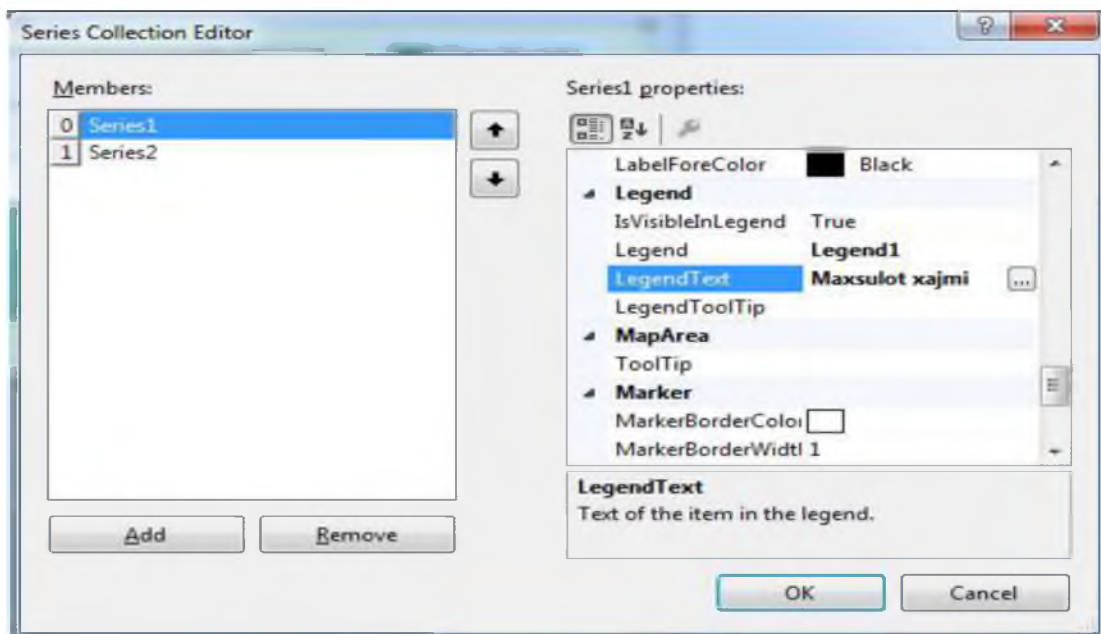 Series Collection Editor
Members:
0 Series1
1 Series2
Add
Remove
Series1 properties:
LabelForeColor Black
Legend
IsVisibleInLegend True
Legend Legend1
LegendText Maxsulot xajmi ...
LegendToolTip
MapArea
ToolTip
Marker
MarkerBorderColor
MarkerBorderWidtl 1
LegendText
Text of the item in the legend.
OK
Cancel